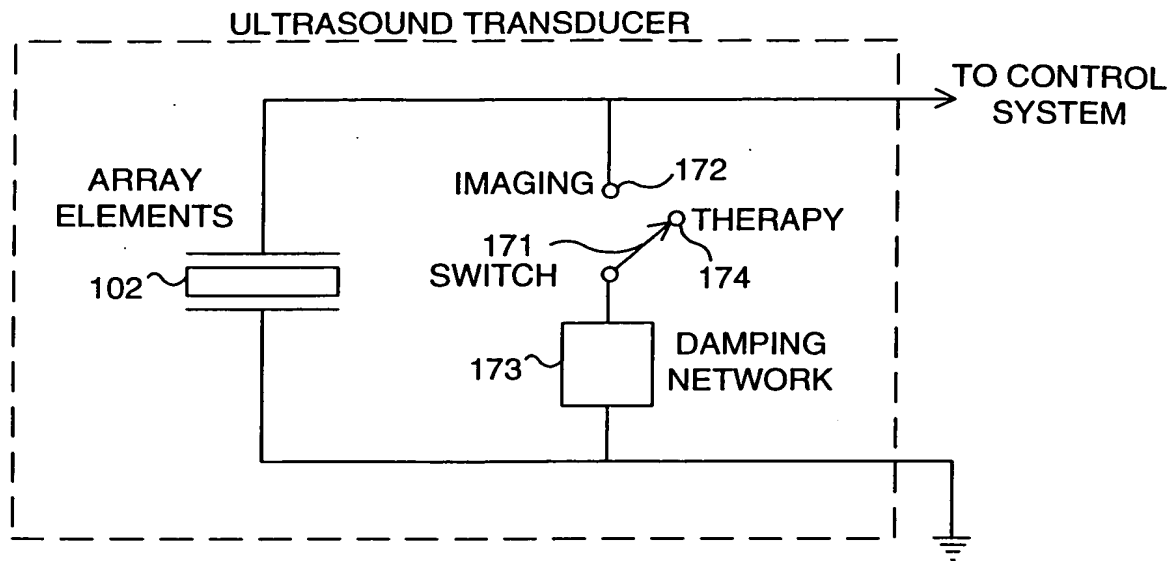 ULTRASOUND TRANSDUCER
TO CONTROL
SYSTEM
ARRAY
ELEMENTS
102
IMAGING
172
THERAPY
171
SWITCH
174
173
DAMPING
NETWORK